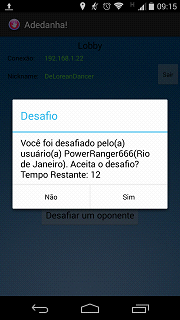 09:15
Adedanha!
Lobby
Conexão: 192.168.1.22
Nickname: DeLoreanDancer
Sair
Desafio
Você foi desafiado pelo(a)
usuário(a) PowerRanger666(Rio
de Janeiro). Aceita o desafio?
Tempo Restante: 12
Não
Sim
Desafiar um oponente